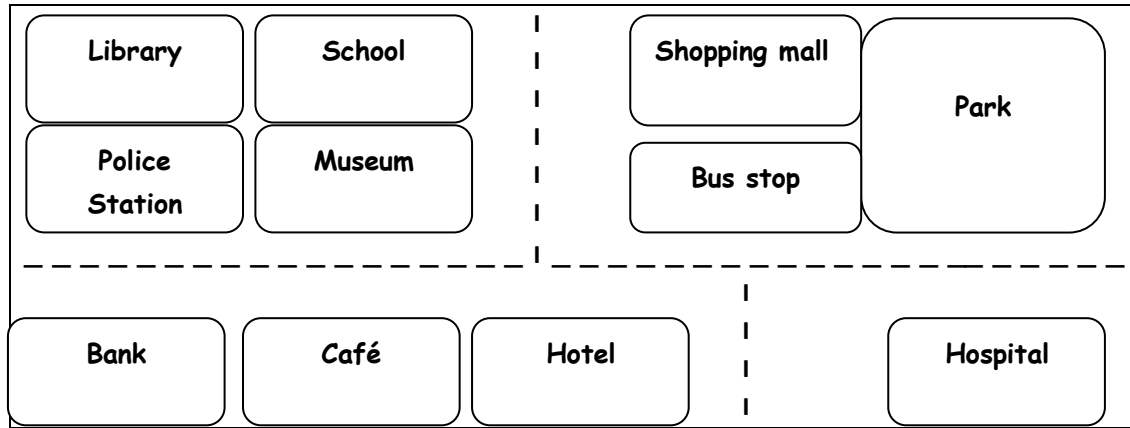 Library
School
Shopping mall
Park
Police
Station
Museum
Bus stop
Bank
Café
Hotel
Hospital